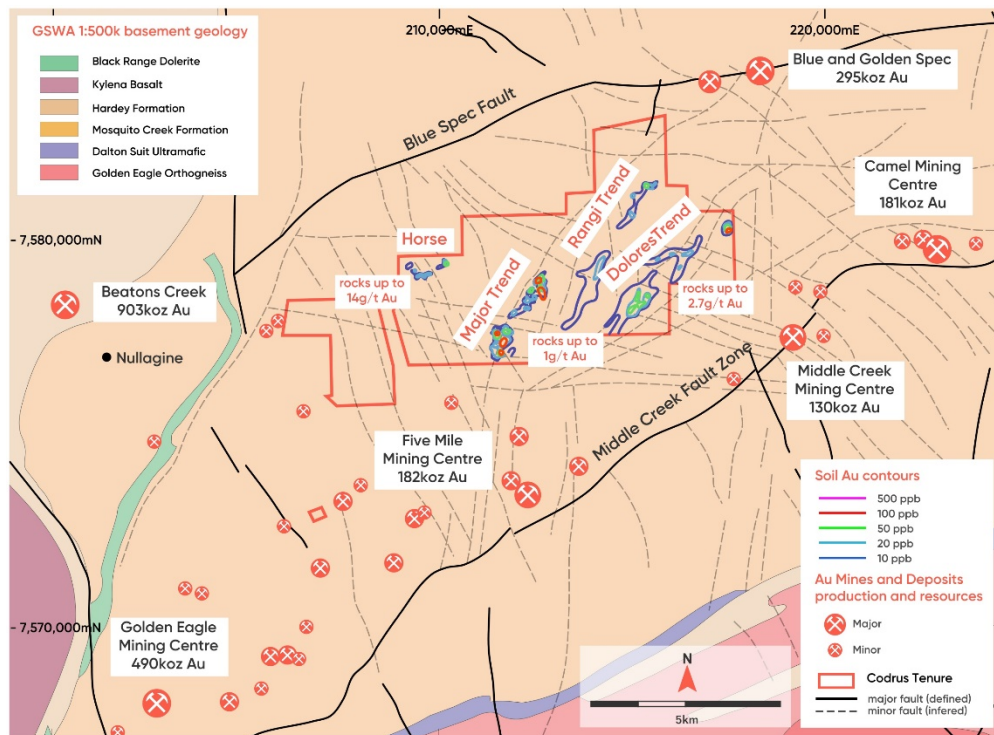 GSWA 1:500k basement geology
Black Range Dolerite
Kylena Basalt
Hardey Formation
Mosquito Creek Formation
Dalton Suit Ultramafic
Golden Eagle Orthogneiss
210,000mE
220,000mE
Blue and Golden Spec
295koz Au
Blue Spec Fault
Camel Mining
Centre
181koz Au
Rangi Trend
DoloresTrend
Horse
- 7,580,000mN
rocks up to
14g/t Au
Major Trend
rocks up to
2.7g/t Au
rocks up to
1g/t Au
Beatons Creek
903koz Au
Nullagine
Middle Creek Fault Zone
Middle Creek
Mining Centre
130koz Au
Five Mile
Mining Centre
182koz Au
- 7,570,000mN
Golden Eagle
Mining Centre
490koz Au
N
5km
Soil Au contours
500 ppb
100 ppb
50 ppb
20 ppb
10 ppb
Au Mines and Deposits
production and resources
Major
Minor
Codrus Tenure
major fault (defined)
minor fault (infered)